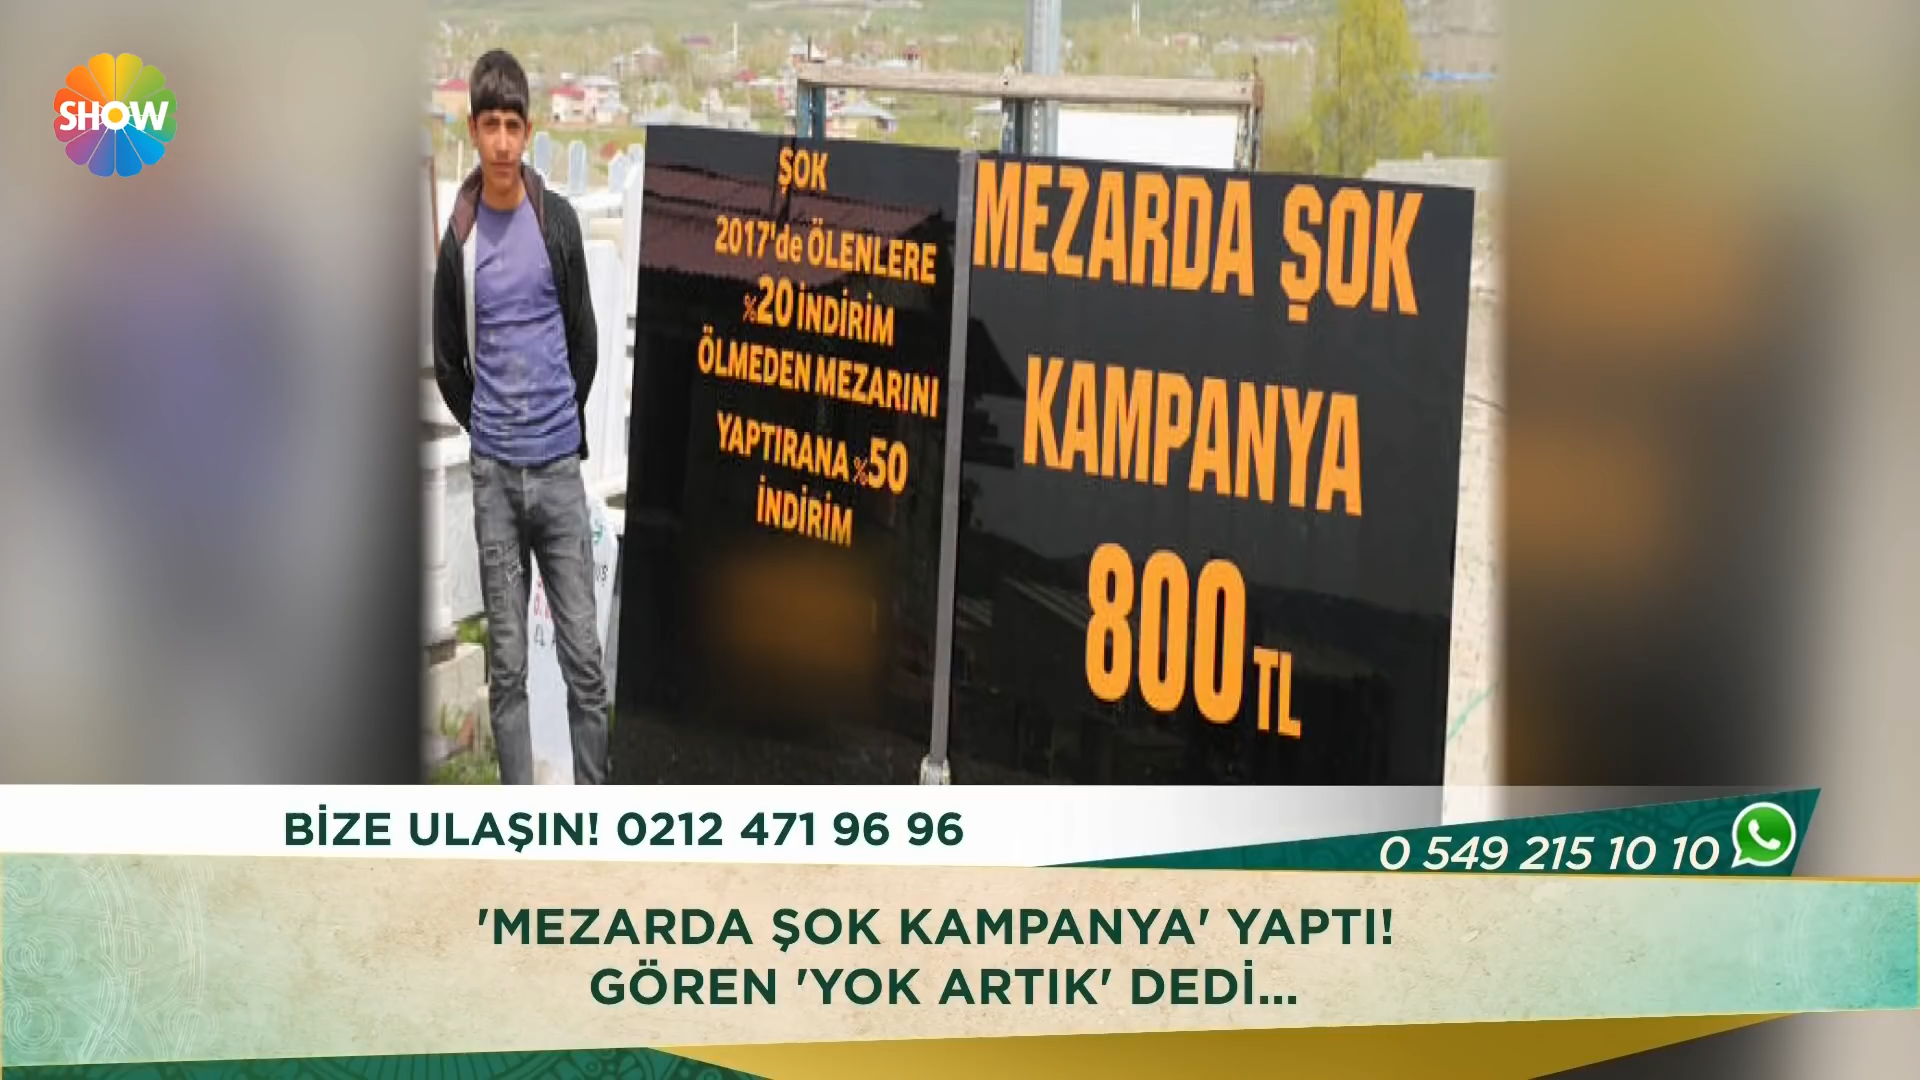 SHOW
ŞOK
2017'de ÖLENLERE
%20 İNDİRİM
ÖLMEDEN MEZARINI
YAPTIRANA %50
İNDİRİM
MEZARDA ŞOK
KAMPANYA
800 TL
BİZE ULAŞIN! 0212 471 96 96
0 549 215 10 10
'MEZARDA ŞOK KAMPANYA' YAPTI!
GÖREN 'YOK ARTIK' DEDİ...